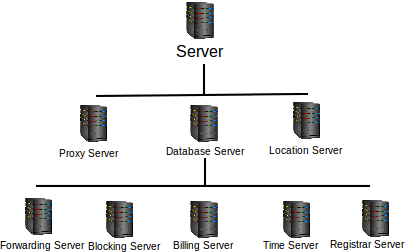 Server
Proxy Server
Database Server
Location Server
Forwarding Server
Blocking Server
Billing Server
Time Server
Registrar Server